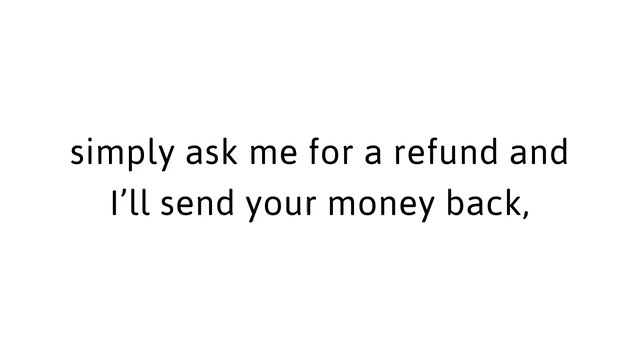 simply ask me for a refund and
I’ll send your money back,